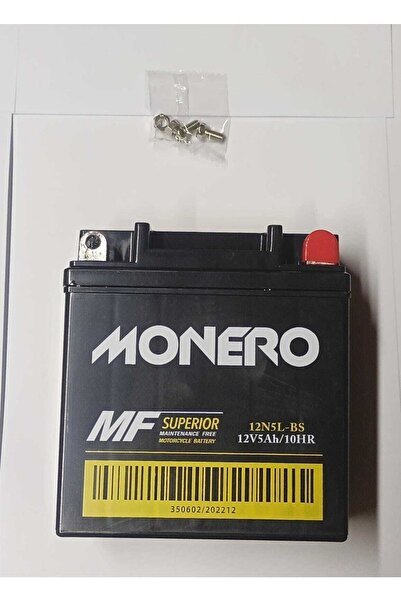 MONERO
MF SUPERIOR
MAINTENANCE FREE
MOTORCYCLE BATTERY
12N5L-BS
12V5Ah/10HR
350602/202212